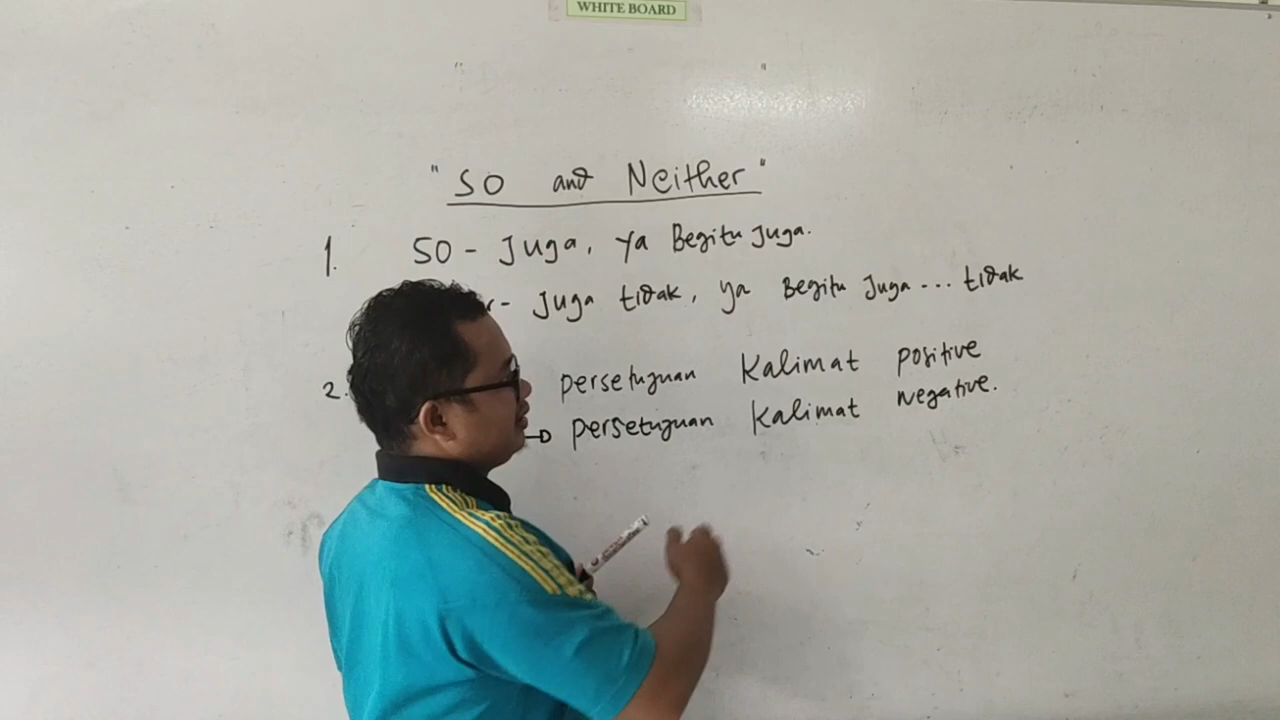 WHITE BOARD
"So and Neither"
1. SO - Juga, ya Begitu Juga.
r - Juga tidak, ya Begitu Juga... tidak
2. persetujuan Kalimat positive
persetujuan Kalimat negative.